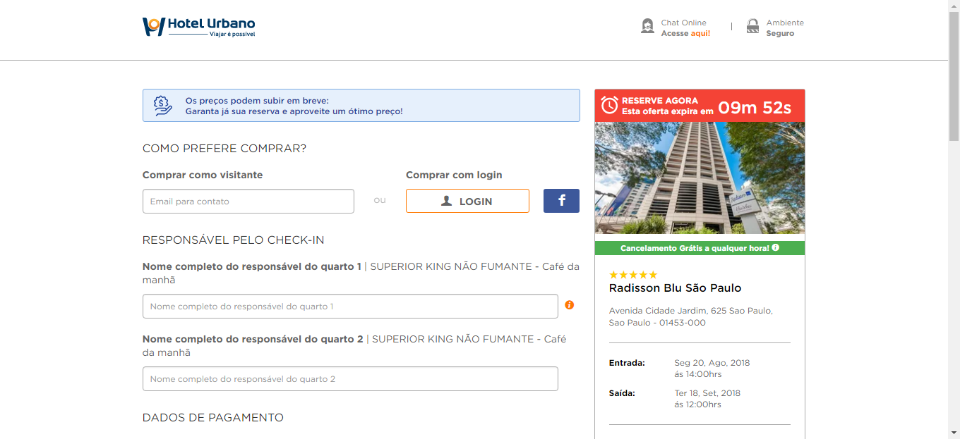 Hotel Urbano
Viajar é possível
Chat Online
Acesse aqui!
Ambiente
Seguro
Os preços podem subir em breve:
Garanta já sua reserva e aproveite um ótimo preço!
COMO PREFERE COMPRAR?
Comprar como visitante
Email para contato
OU
Comprar com login
LOGIN
f
RESPONSÁVEL PELO CHECK-IN
Nome completo do responsável do quarto 1 | SUPERIOR KING NÃO FUMANTE - Café da
manhã
Nome completo do responsável do quarto 1
Nome completo do responsável do quarto 2 | SUPERIOR KING NÃO FUMANTE - Café
da manhã
Nome completo do responsável do quarto 2
DADOS DE PAGAMENTO
RESERVE AGORA
Esta oferta expira em 09m 52s
Cancelamento Grátis a qualquer hora!
Radisson Blu São Paulo
Avenida Cidade Jardim, 625 Sao Paulo,
Sao Paulo - 01453-000
Entrada: Seg 20, Ago, 2018
ás 14:00hrs
Saída: Ter 18, Set, 2018
ás 12:00hrs